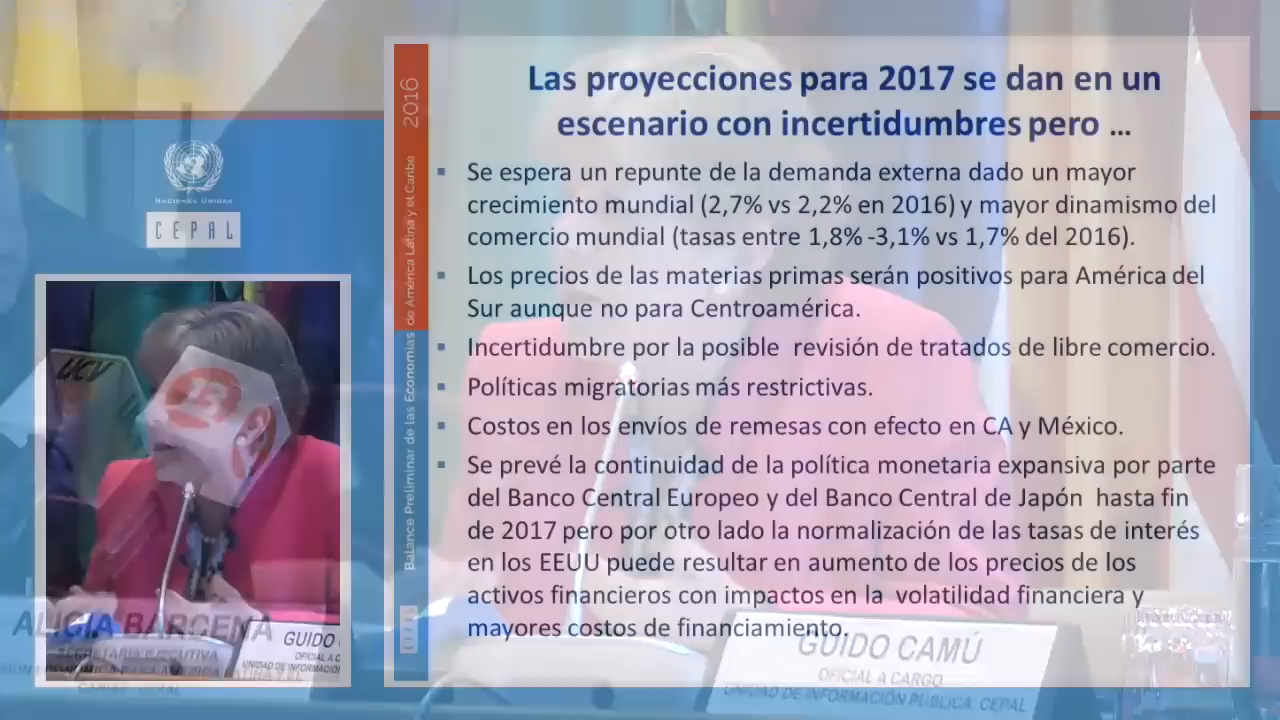 Las proyecciones para 2017 se dan en un
escenario con incertidumbres pero ...
▪ Se espera un repunte de la demanda externa dado un mayor
crecimiento mundial (2,7% vs 2,2% en 2016) y mayor dinamismo del
comercio mundial (tasas entre 1,8% -3,1% vs 1,7% del 2016).
▪ Los precios de las materias primas serán positivos para América del
Sur aunque no para Centroamérica.
▪ Incertidumbre por la posible revisión de tratados de libre comercio.
▪ Políticas migratorias más restrictivas.
▪ Costos en los envíos de remesas con efecto en CA y México.
▪ Se prevé la continuidad de la política monetaria expansiva por parte
del Banco Central Europeo y del Banco Central de Japón hasta fin
de 2017 pero por otro lado la normalización de las tasas de interés
en los EEUU puede resultar en aumento de los precios de los
activos financieros con impactos en la volatilidad financiera y
mayores costos de financiamiento.
Balance Preliminar de las Economías de América Latina y el Caribe 2016
NACIONES UNIDAS
CEPAL
UCV
ALICIA BÁRCENA
SECRETARIA EJECUTIVA
GUIDO
OFICIAL A C
UNIDAD DE INFORMACIÓN
GUIDO CAMÚ
OFICIAL A CARGO
UNIDAD DE INFORMACIÓN PÚBLICA, CEPAL